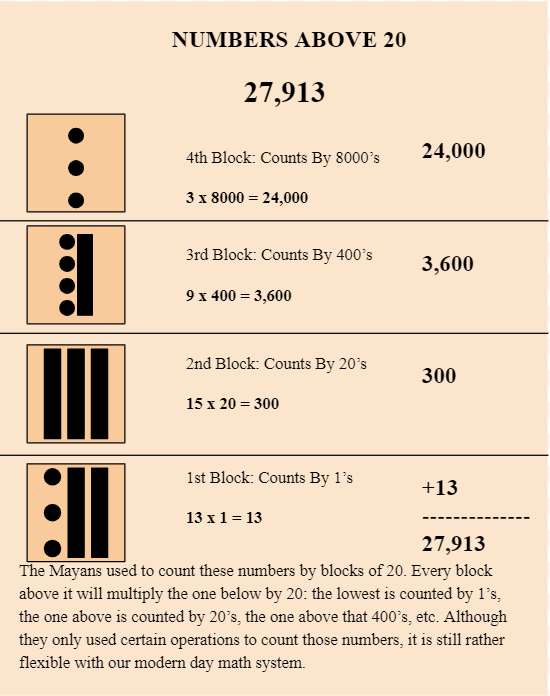 NUMBERS ABOVE 20
27,913
4th Block: Counts By 8000's
24,000
3 x 8000 = 24,000
3rd Block: Counts By 400's
3,600
9 x 400 = 3,600
2nd Block: Counts By 20's
300
15 x 20 = 300
1st Block: Counts By 1's
+13
13 x 1 = 13
--------------
27,913
The Mayans used to count these numbers by blocks of 20. Every block
above it will multiply the one below by 20: the lowest is counted by 1's,
the one above is counted by 20's, the one above that 400's, etc. Although
they only used certain operations to count those numbers, it is still rather
flexible with our modern day math system.